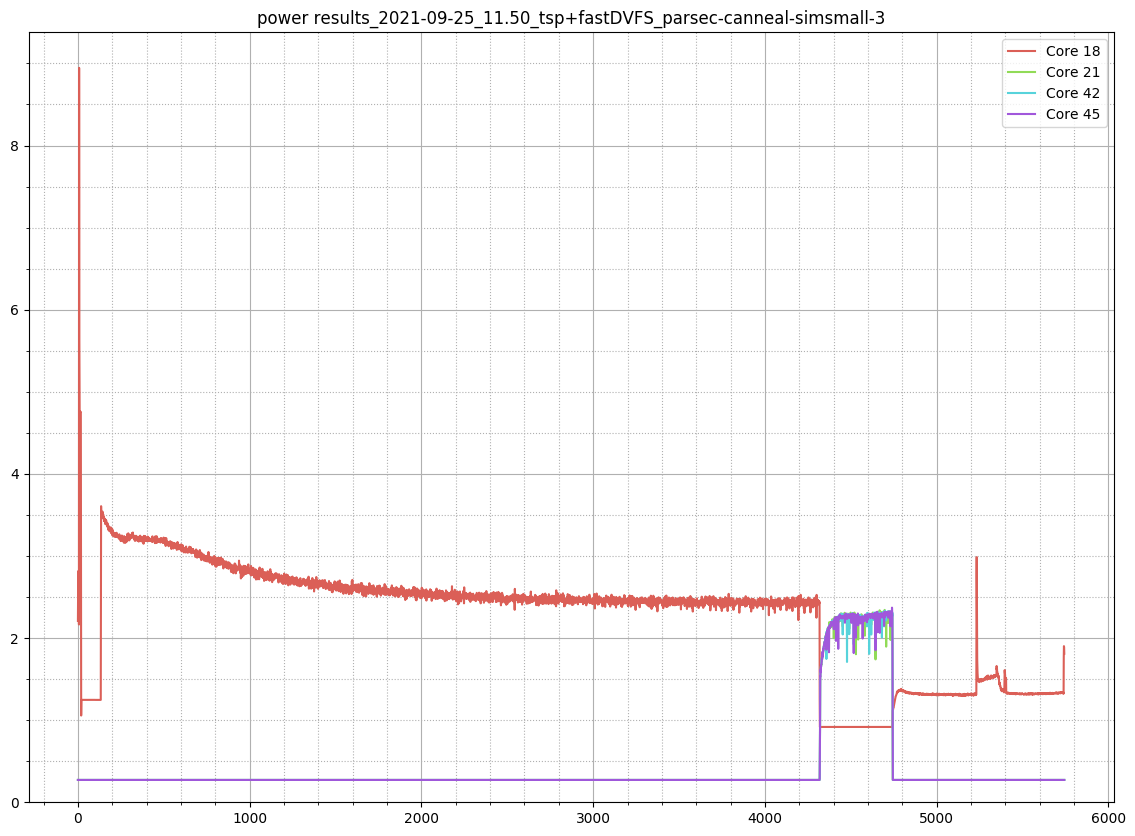 power results_2021-09-25_11.50_tsp+fastDVFS_parsec-canneal-simsmall-3
Core 18
Core 21
Core 42
Core 45
8
6
4
2
0
0 1000 2000 3000 4000 5000 6000